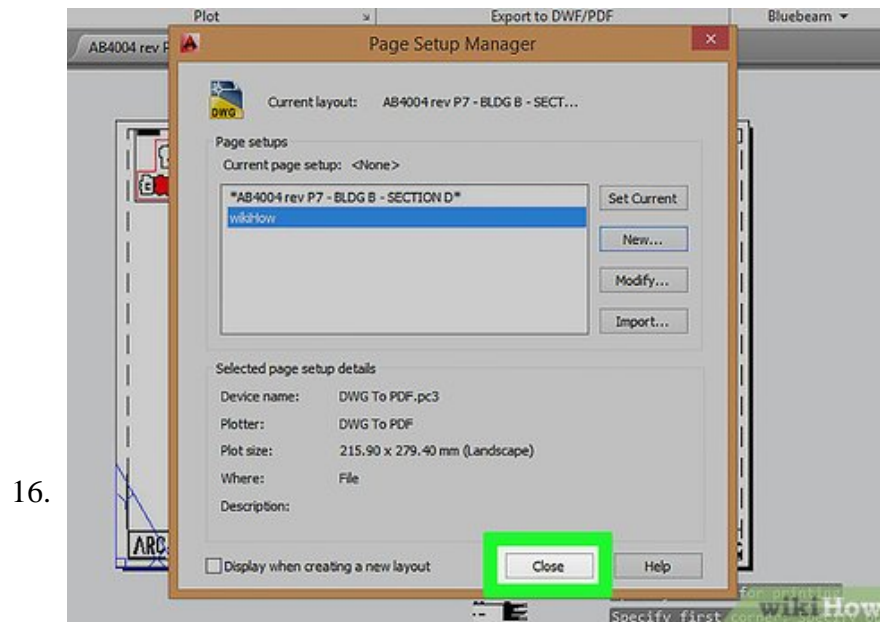 Plot Export to DWF/PDF Bluebeam
AB4004 rev P
Page Setup Manager
DWG
Current layout: AB4004 rev P7 - BLDG B - SECT...
Page setups
Current page setup: <None>
*AB4004 rev P7 - BLDG B - SECTION D*
wikiHow
Set Current
New...
Modify...
Import...
Selected page setup details
Device name: DWG To PDF.pc3
Plotter: DWG To PDF
Plot size: 215.90 x 279.40 mm (Landscape)
Where: File
16.
Description:
ARC
Display when creating a new layout
Close
Help
for printing
Specify first corner:
wikiHow